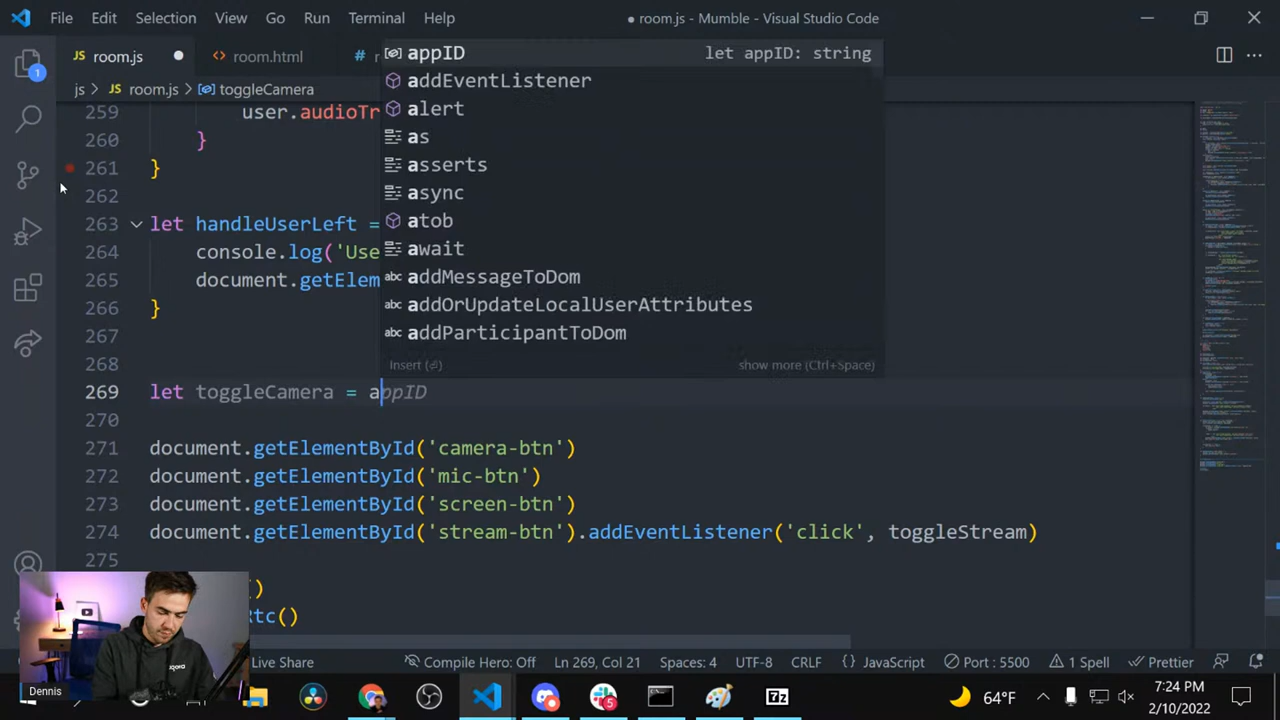 File Edit Selection View Go Run Terminal Help ● room.js - Mumble - Visual Studio Code
JS room.js ● room.html #
js > JS room.js > toggleCamera
appID let appID: string
addEventListener
alert
as
asserts
async
atob
await
addMessageToDom
addOrUpdateLocalUserAttributes
addParticipantToDom
Insert (⏎) show more (Ctrl+Space)
1
259 user.audioTr
260 }
261 }
262
263 let handleUserLeft =
264 console.log('Use
265 document.getElem
266 }
267
268
269 let toggleCamera = appID
270
271 document.getElementById('camera-btn')
272 document.getElementById('mic-btn')
273 document.getElementById('screen-btn')
274 document.getElementById('stream-btn').addEventListener('click', toggleStream)
275
()
tc()
Live Share Compile Hero: Off Ln 269, Col 21 Spaces: 4 UTF-8 CRLF {} JavaScript Port : 5500 1 Spell Prettier
Dennis
5
7z
64°F
7:24 PM
2/10/2022